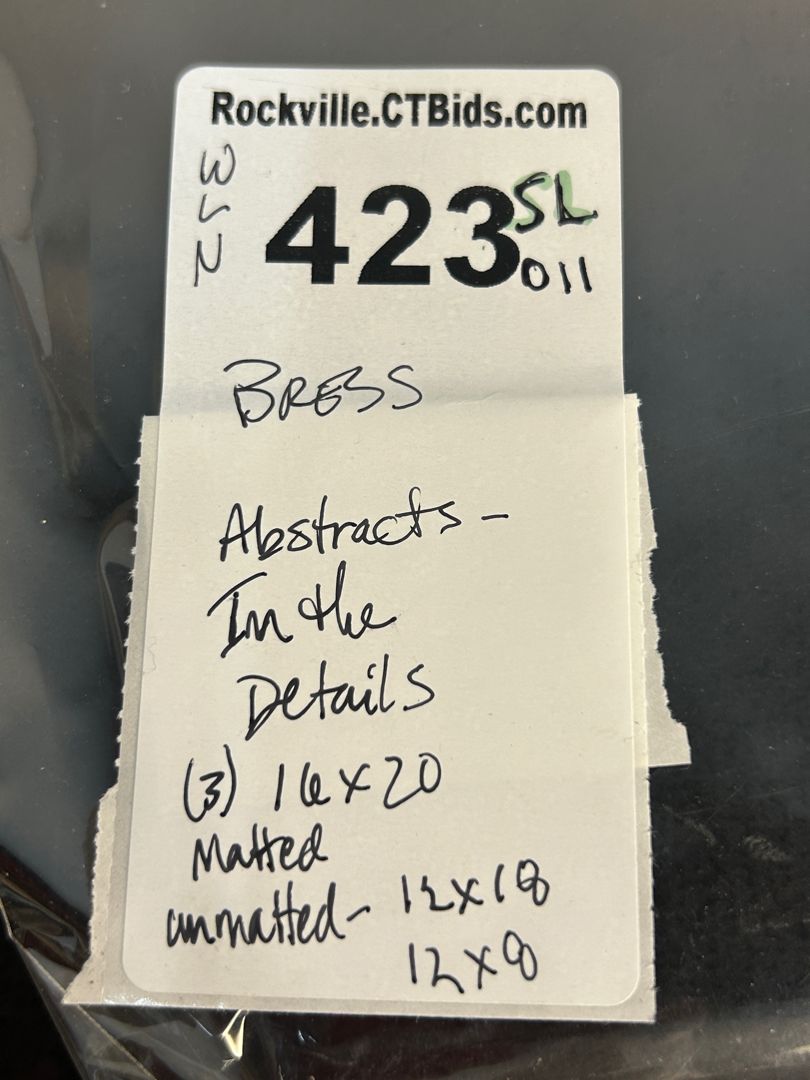 Rockville.CTBids.com
423
SL
011
BRESS
Abstracts -
In the
Details
(3) 16x20
Matted
unmatted - 12x18
12x8